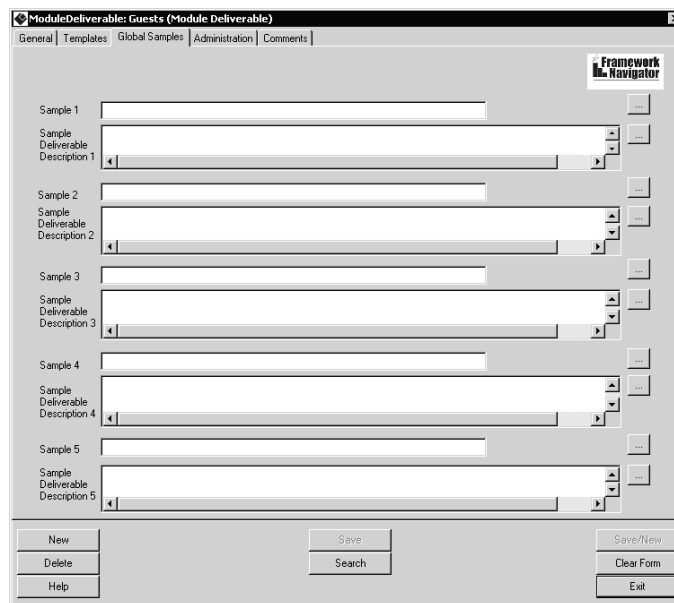 ModuleDeliverable: Guests (Module Deliverable)
General Templates Global Samples Administration Comments
Framework
Navigator
Sample 1
...
Sample
Deliverable
Description 1
...
Sample 2
...
Sample
Deliverable
Description 2
...
Sample 3
...
Sample
Deliverable
Description 3
...
Sample 4
...
Sample
Deliverable
Description 4
...
Sample 5
...
Sample
Deliverable
Description 5
...
New Save Save/New
Delete Search Clear Form
Help Exit